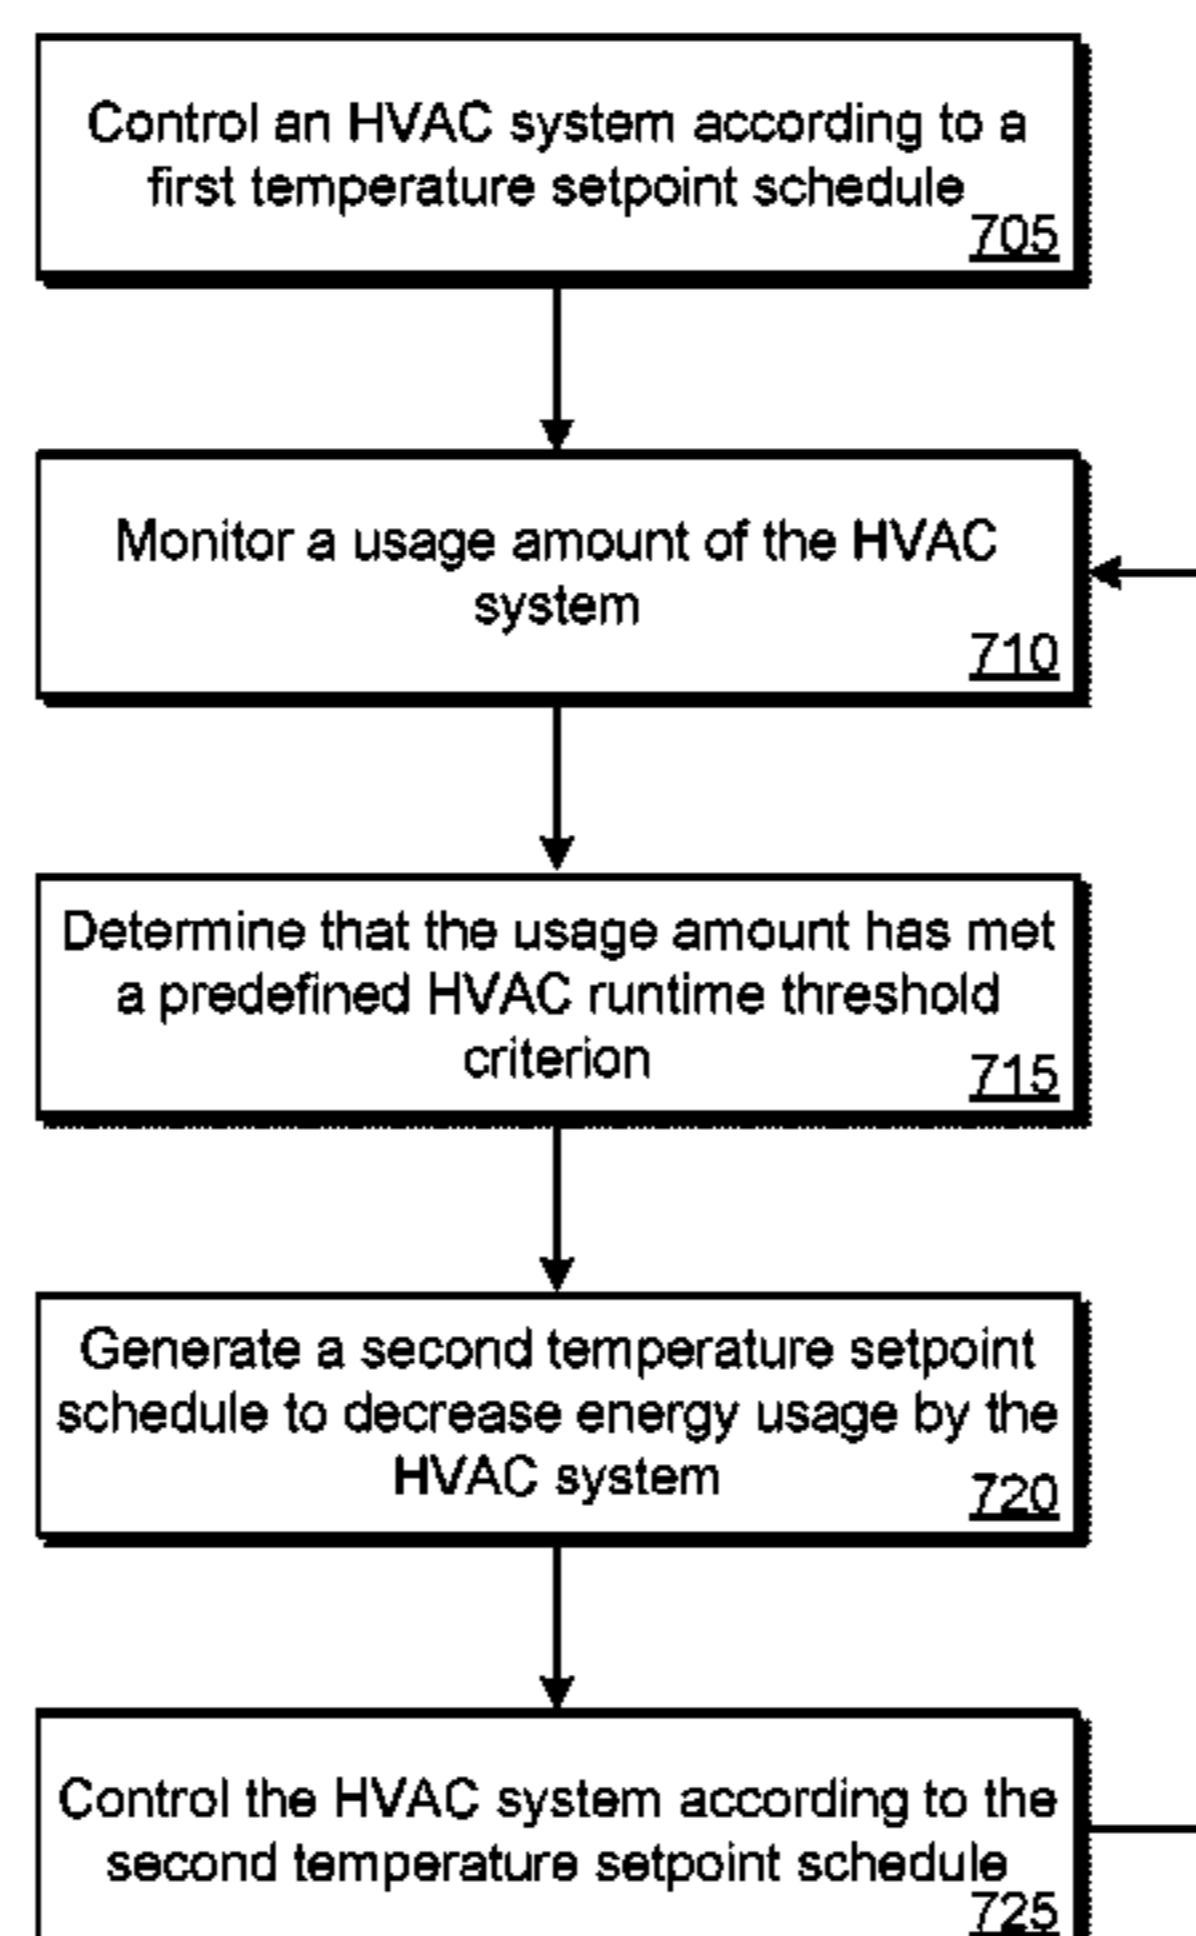 Control an HVAC system according to a
first temperature setpoint schedule
705
Monitor a usage amount of the HVAC
system
710
Determine that the usage amount has met
a predefined HVAC runtime threshold
criterion
715
Generate a second temperature setpoint
schedule to decrease energy usage by the
HVAC system
720
Control the HVAC system according to the
second temperature setpoint schedule
725